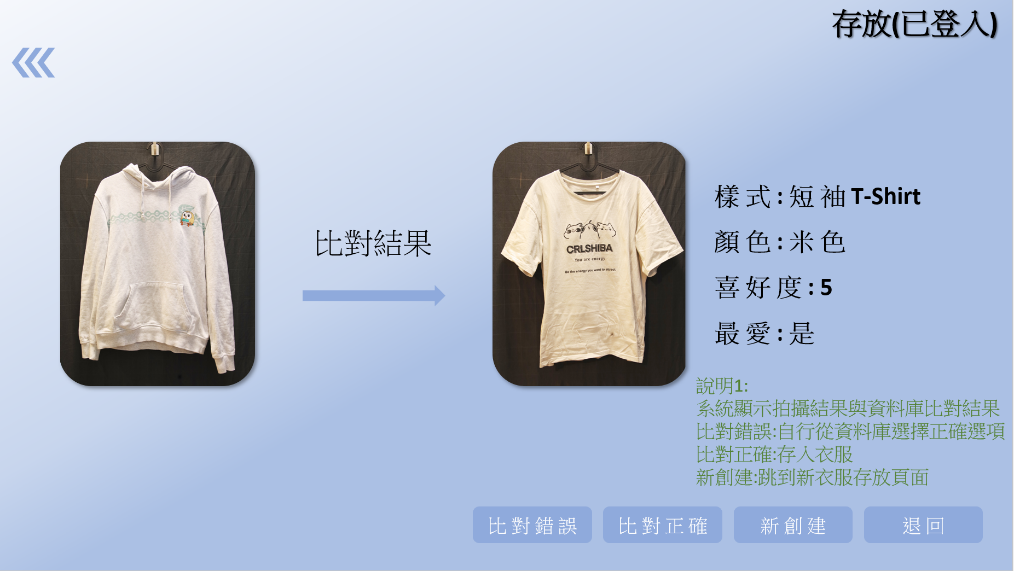 存放(已登入)
比對結果
CRLSHIBA
樣式:短袖T-Shirt
顏色:米色
喜好度:5
最愛:是
說明1:
系統顯示拍攝結果與資料庫比對結果
比對錯誤:自行從資料庫選擇正確選項
比對正確:存入衣服
新創建:跳到新衣服存放頁面
比對錯誤
比對正確
新創建
退回